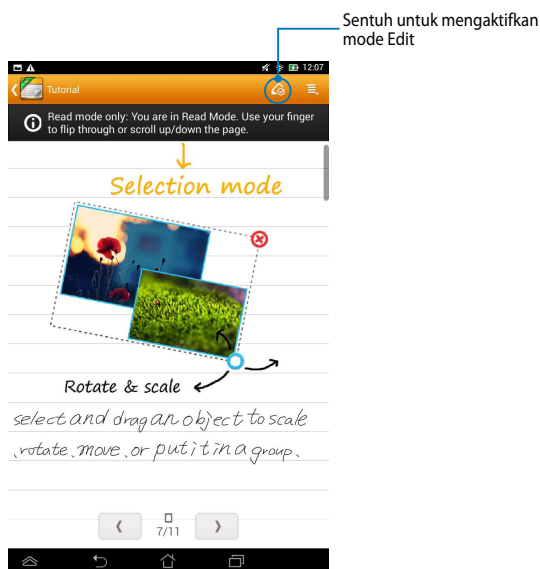 Sentuh untuk mengaktifkan
mode Edit
12:07
Tutorial
Read mode only: You are in Read Mode. Use your finger
to flip through or scroll up/down the page.
Selection mode
Rotate & scale
select and drag an object to scale
、rotate、move、or put it in a group、
7/11